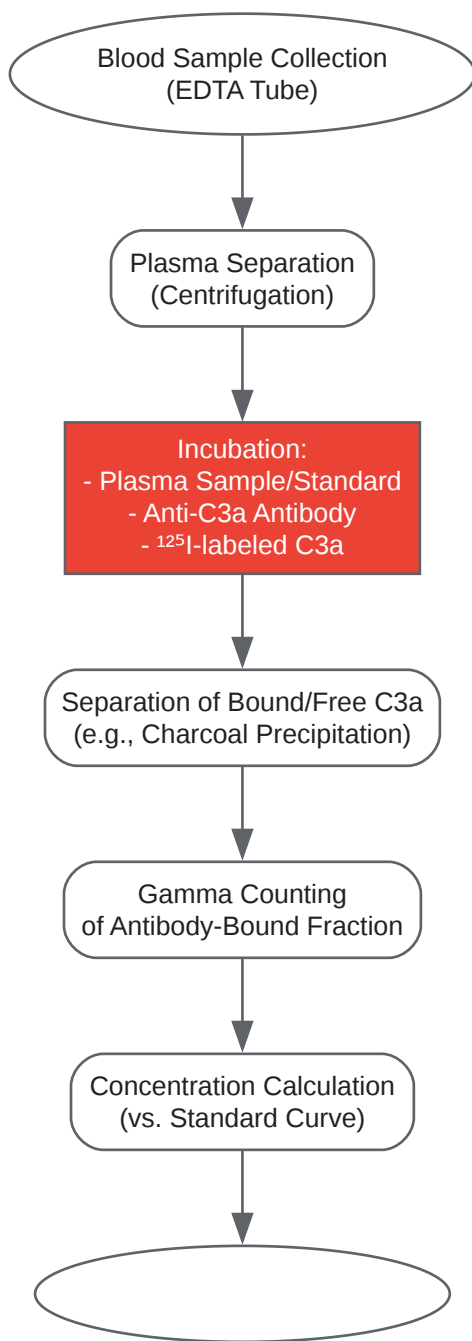 Blood Sample Collection
(EDTA Tube)
Plasma Separation
(Centrifugation)
Incubation:
- Plasma Sample/Standard
- Anti-C3a Antibody
- ¹²⁵I-labeled C3a
Separation of Bound/Free C3a
(e.g., Charcoal Precipitation)
Gamma Counting
of Antibody-Bound Fraction
Concentration Calculation
(vs. Standard Curve)